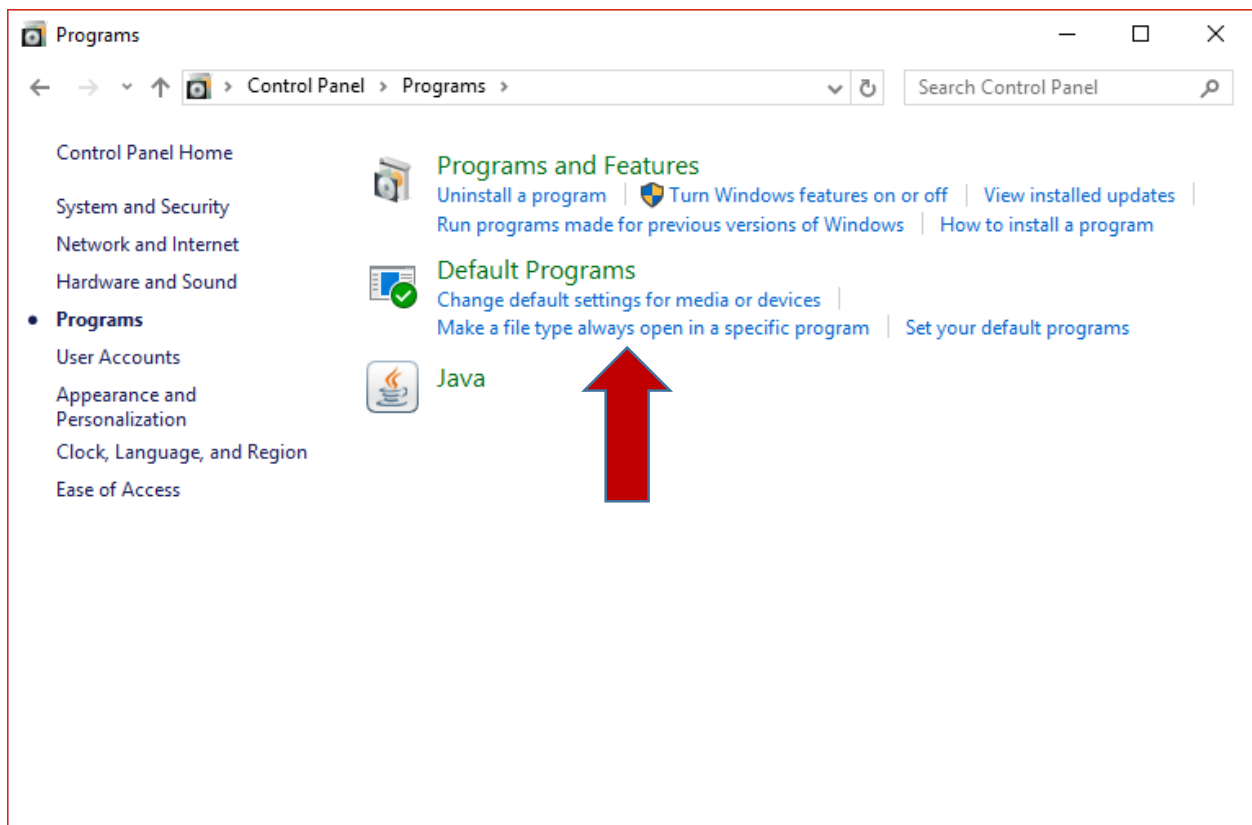 Programs
Control Panel > Programs >
Search Control Panel
Control Panel Home
System and Security
Network and Internet
Hardware and Sound
Programs
User Accounts
Appearance and
Personalization
Clock, Language, and Region
Ease of Access
Programs and Features
Uninstall a program
Turn Windows features on or off
View installed updates
Run programs made for previous versions of Windows
How to install a program
Default Programs
Change default settings for media or devices
Make a file type always open in a specific program
Set your default programs
Java